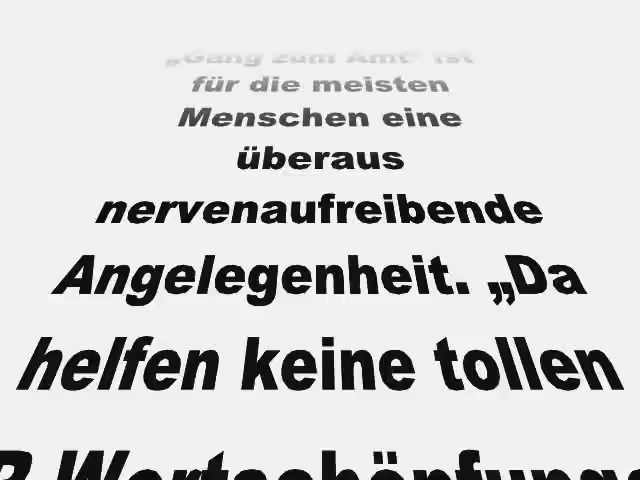 „Gang zum Amt“ ist
für die meisten
Menschen eine
überaus
nervenaufreibende
Angelegenheit. „Da
helfen keine tollen